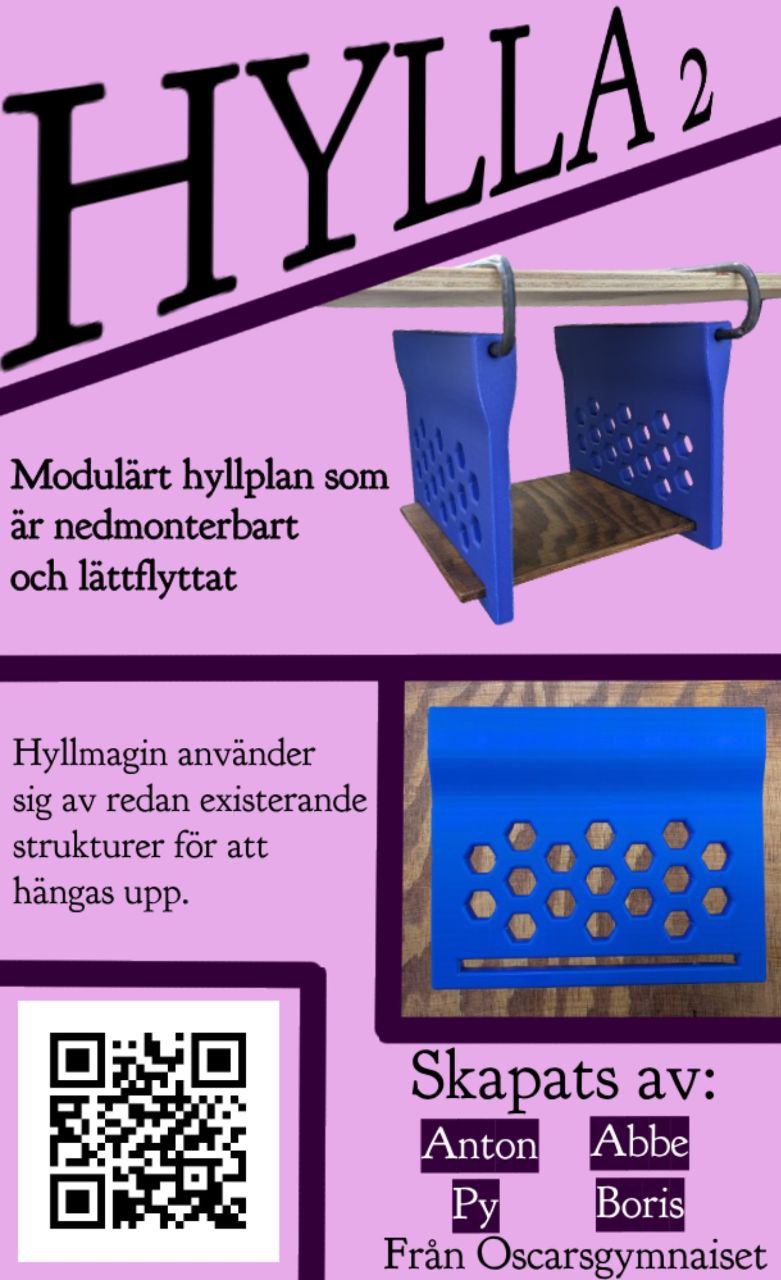 HYLLA 2
Modulärt hyllplan som
är nedmonterbart
och lättflyttat
Hyllmagin använder
sig av redan existerande
strukturer för att
hängas upp.
Skapats av:
Anton Abbe
Py Boris
Från Oscarsgymnaiset